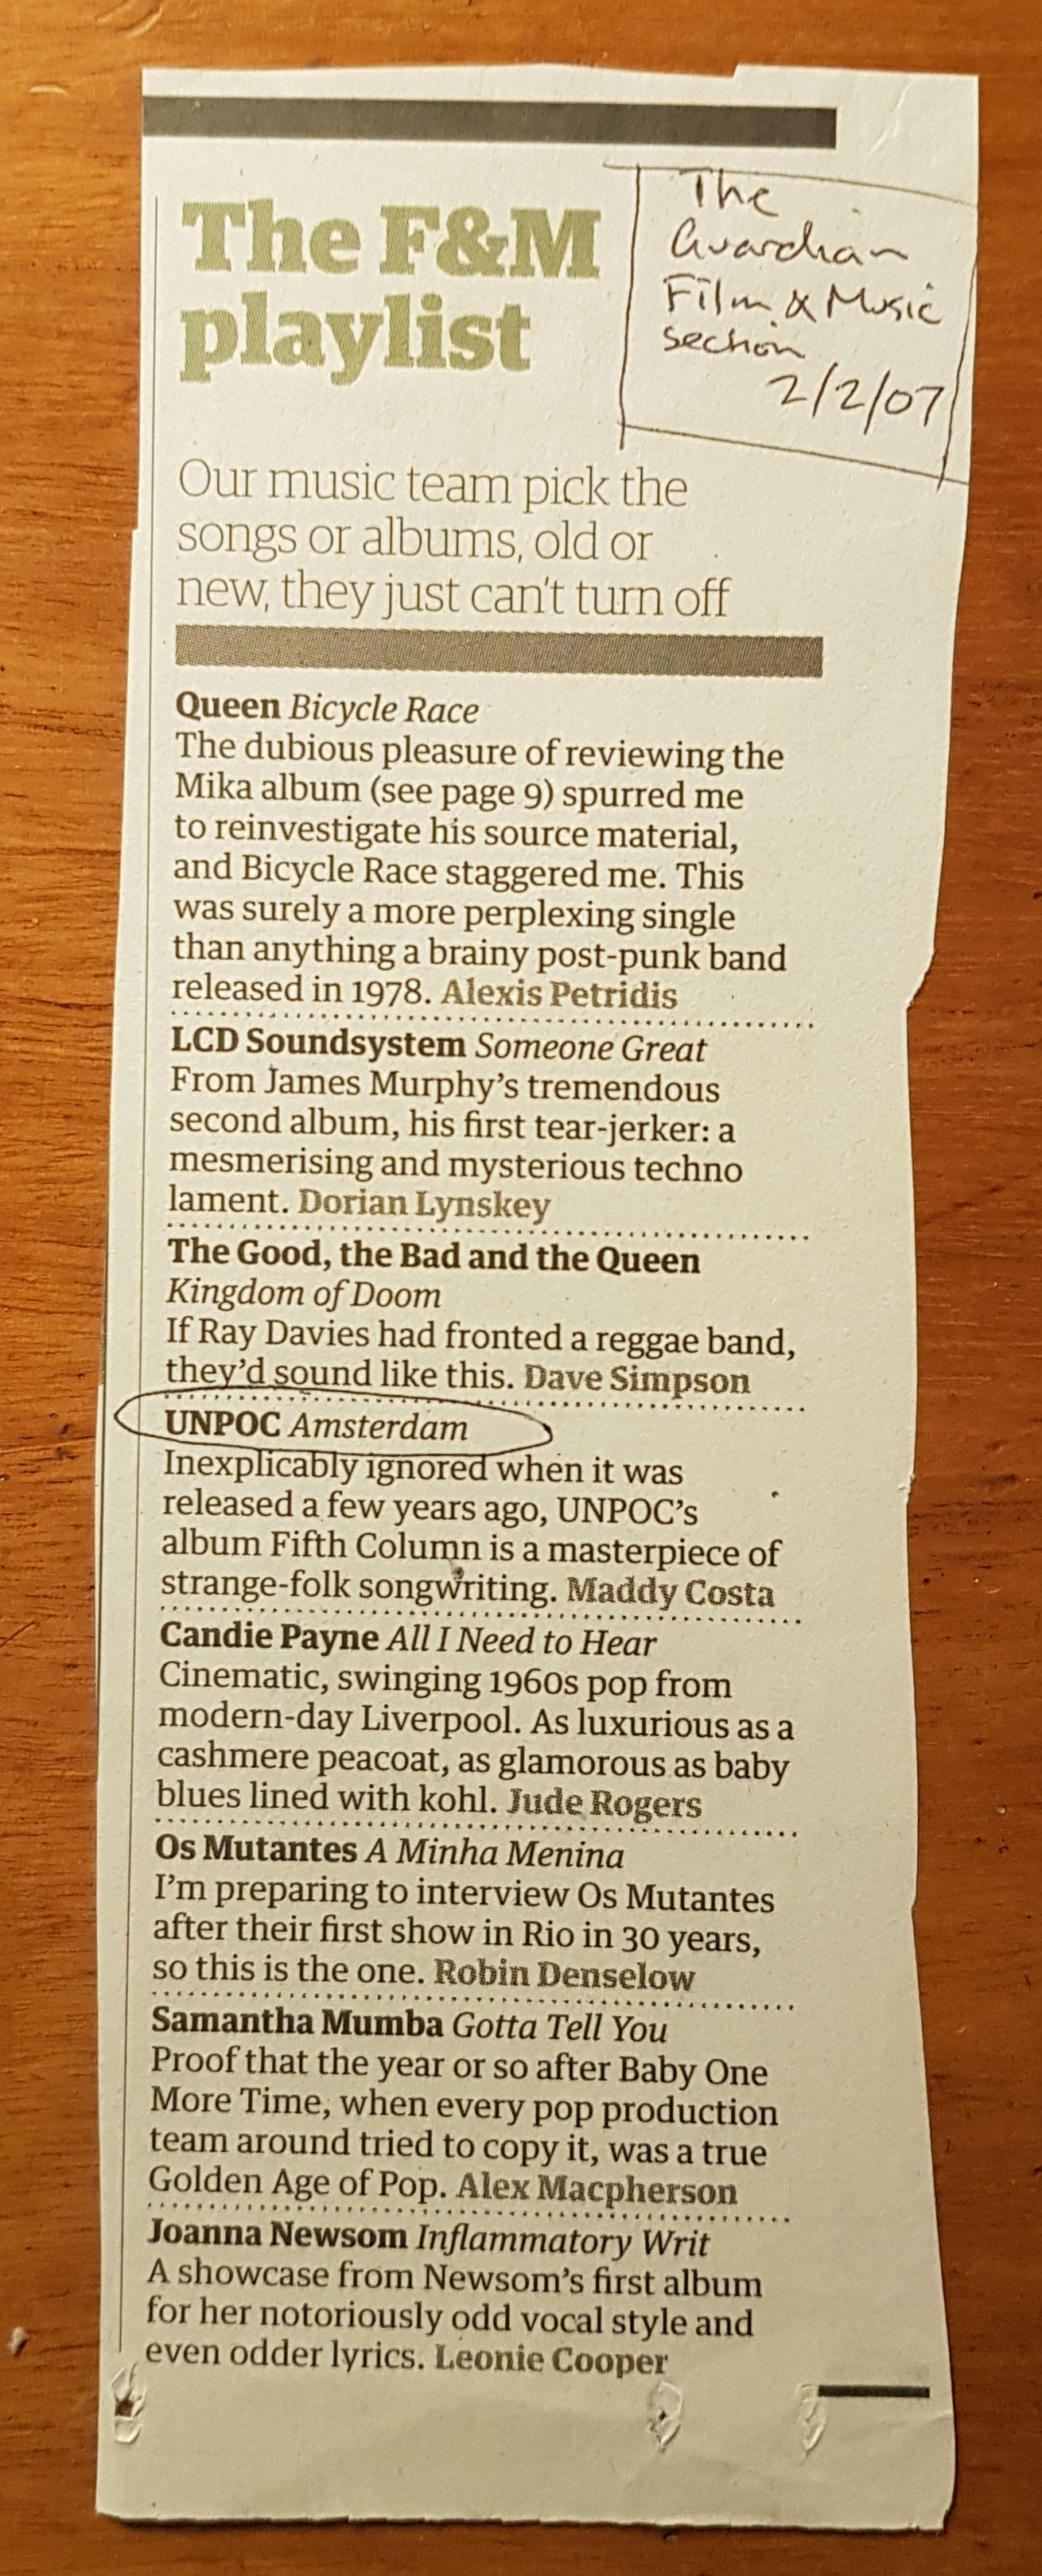 The F&M
playlist
The
Guardian
Film & Music
section
2/2/07
Our music team pick the
songs or albums, old or
new, they just can't turn off
Queen Bicycle Race
The dubious pleasure of reviewing the
Mika album (see page 9) spurred me
to reinvestigate his source material,
and Bicycle Race staggered me. This
was surely a more perplexing single
than anything a brainy post-punk band
released in 1978. Alexis Petridis
LCD Soundsystem Someone Great
From James Murphy's tremendous
second album, his first tear-jerker: a
mesmerising and mysterious techno
lament. Dorian Lynskey
The Good, the Bad and the Queen
Kingdom of Doom
If Ray Davies had fronted a reggae band,
they'd sound like this. Dave Simpson
UNPOC Amsterdam
Inexplicably ignored when it was
released a few years ago, UNPOC's
album Fifth Column is a masterpiece of
strange-folk songwriting. Maddy Costa
Candie Payne All I Need to Hear
Cinematic, swinging 1960s pop from
modern-day Liverpool. As luxurious as a
cashmere peacoat, as glamorous as baby
blues lined with kohl. Jude Rogers
Os Mutantes A Minha Menina
I'm preparing to interview Os Mutantes
after their first show in Rio in 30 years,
so this is the one. Robin Denselow
Samantha Mumba Gotta Tell You
Proof that the year or so after Baby One
More Time, when every pop production
team around tried to copy it, was a true
Golden Age of Pop. Alex Macpherson
Joanna Newsom Inflammatory Writ
A showcase from Newsom's first album
for her notoriously odd vocal style and
even odder lyrics. Leonie Cooper